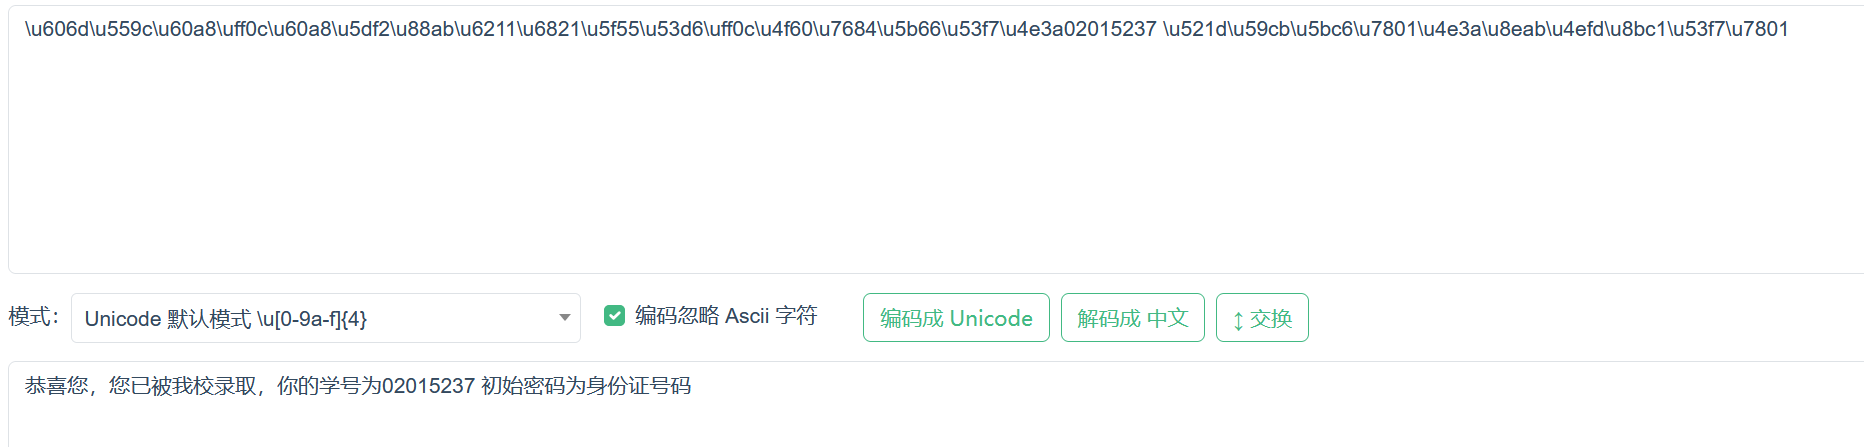 \u606d\u559c\u60a8\uff0c\u60a8\u5df2\u88ab\u6211\u6821\u5f55\u53d6\uff0c\u4f60\u7684\u5b66\u53f7\u4e3a02015237 \u521d\u59cb\u5bc6\u7801\u4e3a\u8eab\u4efd\u8bc1\u53f7\u7801
模式： Unicode 默认模式 \u[0-9a-f]{4} 编码忽略 Ascii 字符 编码成 Unicode 解码成 中文 ↕ 交换
恭喜您，您已被我校录取，你的学号为02015237 初始密码为身份证号码